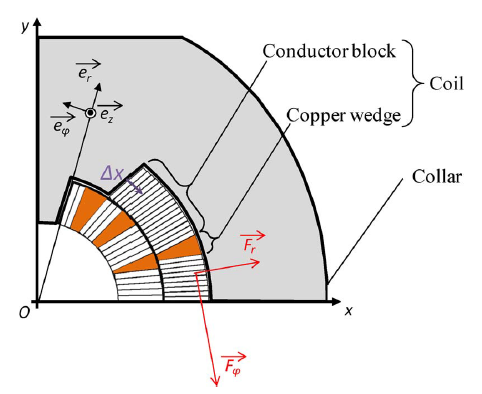 y
Conductor block
Coil
e_r
e_φ
e_z
Copper wedge
Δx
Collar
F_r
O
x
F_φ